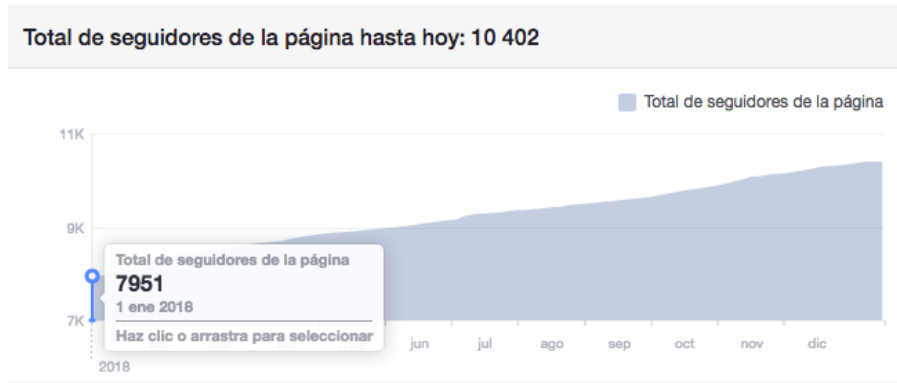 Total de seguidores de la página hasta hoy: 10 402
Total de seguidores de la página
11K
9K
Total de seguidores de la página
7951
1 ene 2018
Haz clic o arrastra para seleccionar
7K
jun jul ago sep oct nov dic
2018